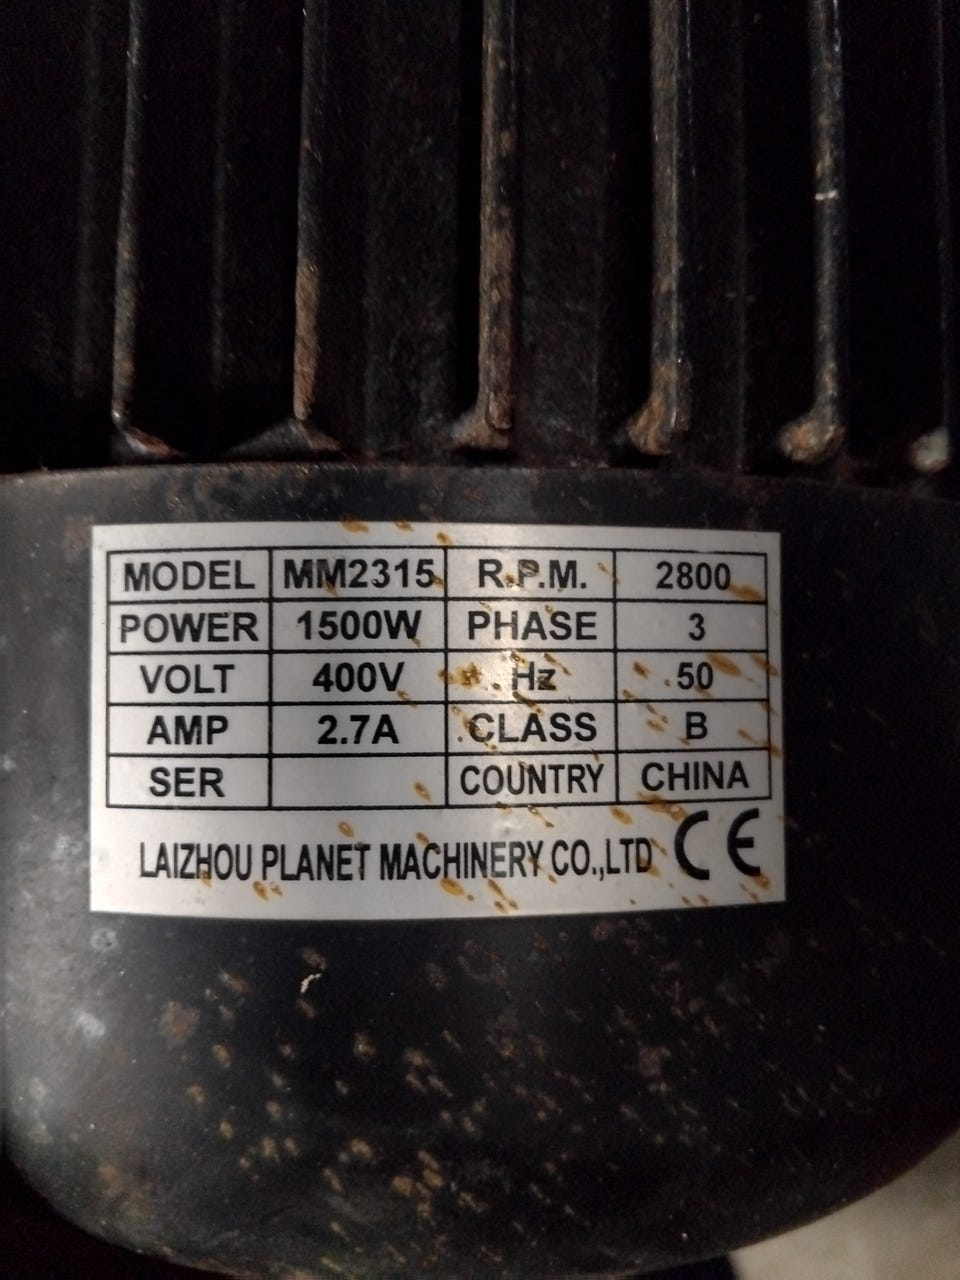 MODEL MM2315 R.P.M. 2800
POWER 1500W PHASE 3
VOLT 400V Hz 50
AMP 2.7A CLASS B
SER COUNTRY CHINA
LAIZHOU PLANET MACHINERY CO.,LTD CE